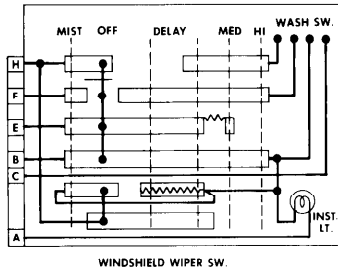 MIST OFF DELAY MED HI WASH SW.
H
F
E
B
C
A
INST.
LT.
WINDSHIELD WIPER SW.